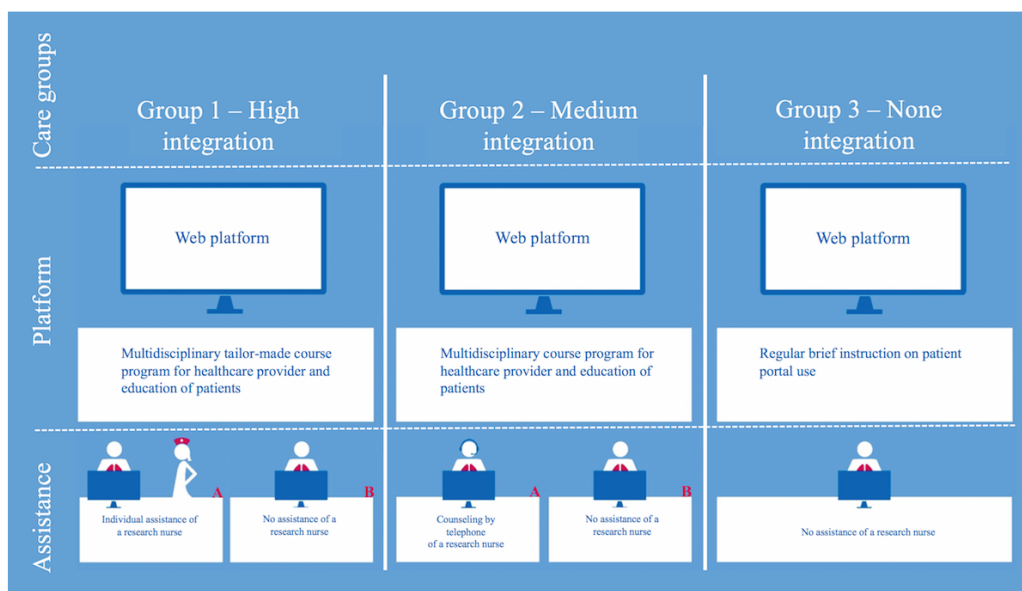 Care groups
Group 1 – High
integration
Group 2 – Medium
integration
Group 3 – None
integration
Platform
Web platform
Web platform
Web platform
Multidisciplinary tailor-made course
program for healthcare provider and
education of patients
Multidisciplinary course program for
healthcare provider and education of
patients
Regular brief instruction on patient
portal use
Assistance
A
Individual assistance of
a research nurse
B
No assistance of a
research nurse
A
Counseling by
telephone
of a research nurse
B
No assistance of a
research nurse
No assistance of a research nurse